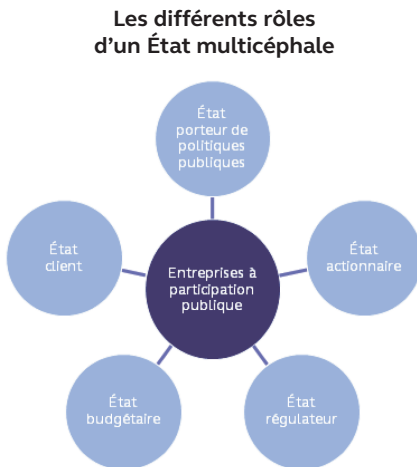 Les différents rôles
d'un État multicéphale
État
porteur de
politiques
publiques
État
client
Entreprises à
participation
publique
État
actionnaire
État
budgétaire
État
régulateur